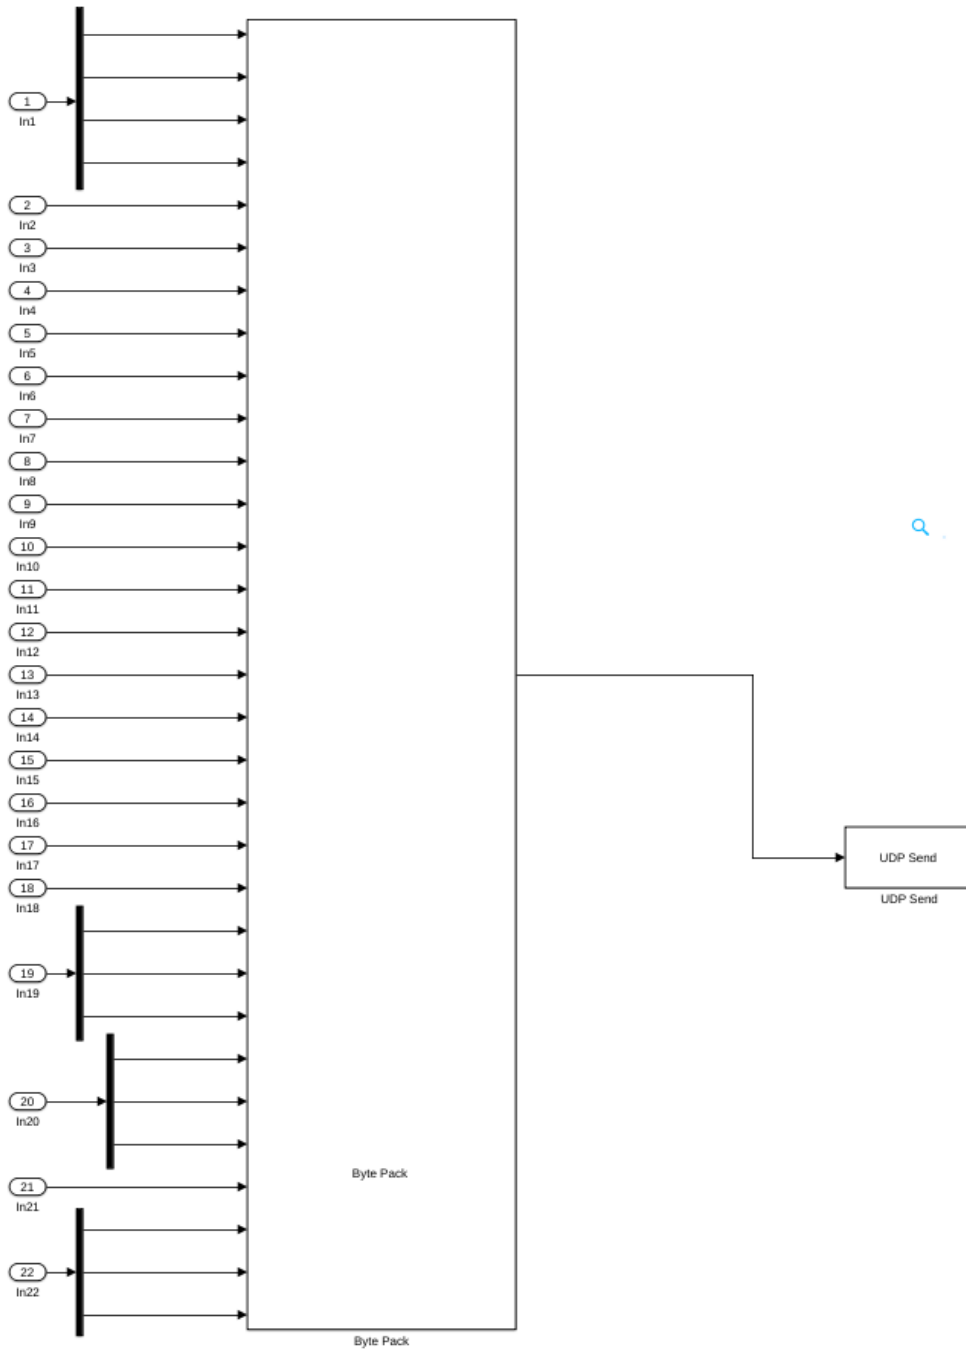 1
In1
2
In2
3
In3
4
In4
5
In5
6
In6
7
In7
8
In8
9
In9
10
In10
11
In11
12
In12
13
In13
14
In14
15
In15
16
In16
17
In17
18
In18
19
In19
20
In20
21
In21
22
In22
Byte Pack
Byte Pack
UDP Send
UDP Send